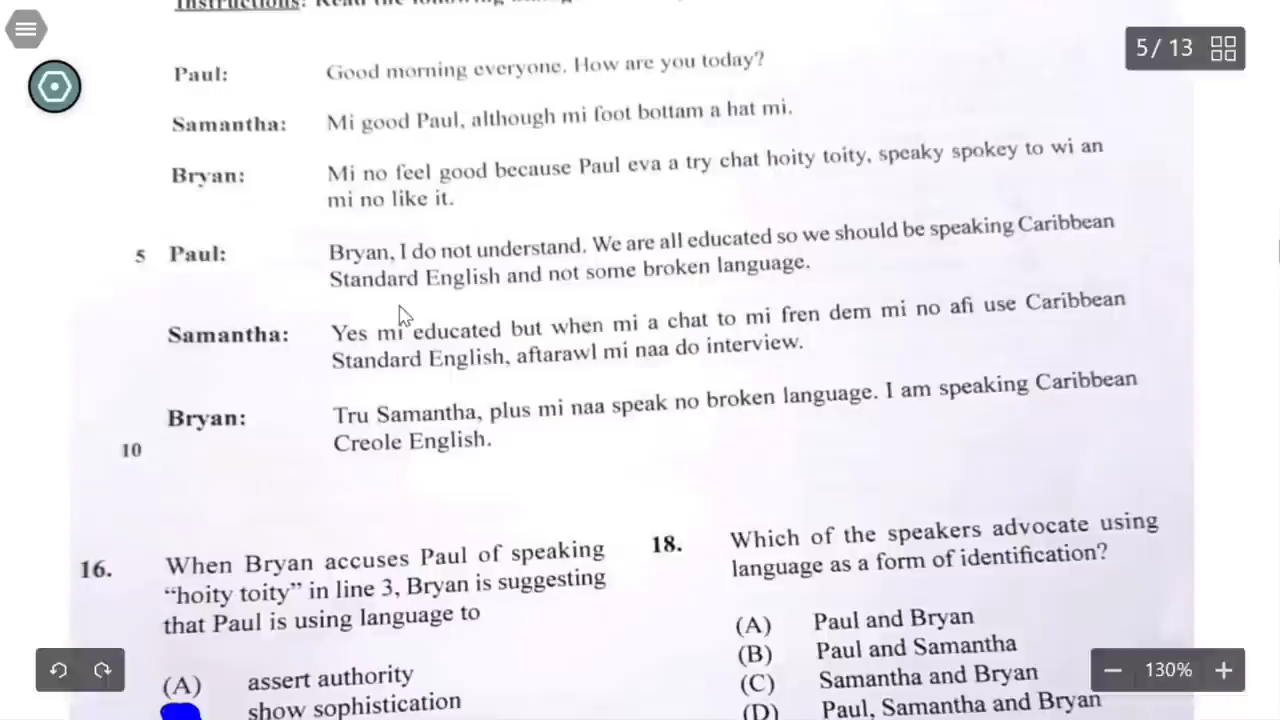 Instructions: Read the following
5 / 13
Paul: Good morning everyone. How are you today?
Samantha: Mi good Paul, although mi foot bottam a hat mi.
Bryan: Mi no feel good because Paul eva a try chat hoity toity, speaky spokey to wi an
mi no like it.
5 Paul: Bryan, I do not understand. We are all educated so we should be speaking Caribbean
Standard English and not some broken language.
Samantha: Yes mi educated but when mi a chat to mi fren dem mi no afi use Caribbean
Standard English, aftarawl mi naa do interview.
Bryan: Tru Samantha, plus mi naa speak no broken language. I am speaking Caribbean
10 Creole English.
16. When Bryan accuses Paul of speaking
“hoity toity” in line 3, Bryan is suggesting
that Paul is using language to
(A) assert authority
show sophistication
18. Which of the speakers advocate using
language as a form of identification?
(A) Paul and Bryan
(B) Paul and Samantha
(C) Samantha and Bryan
(D) Paul, Samantha and Bryan
130%